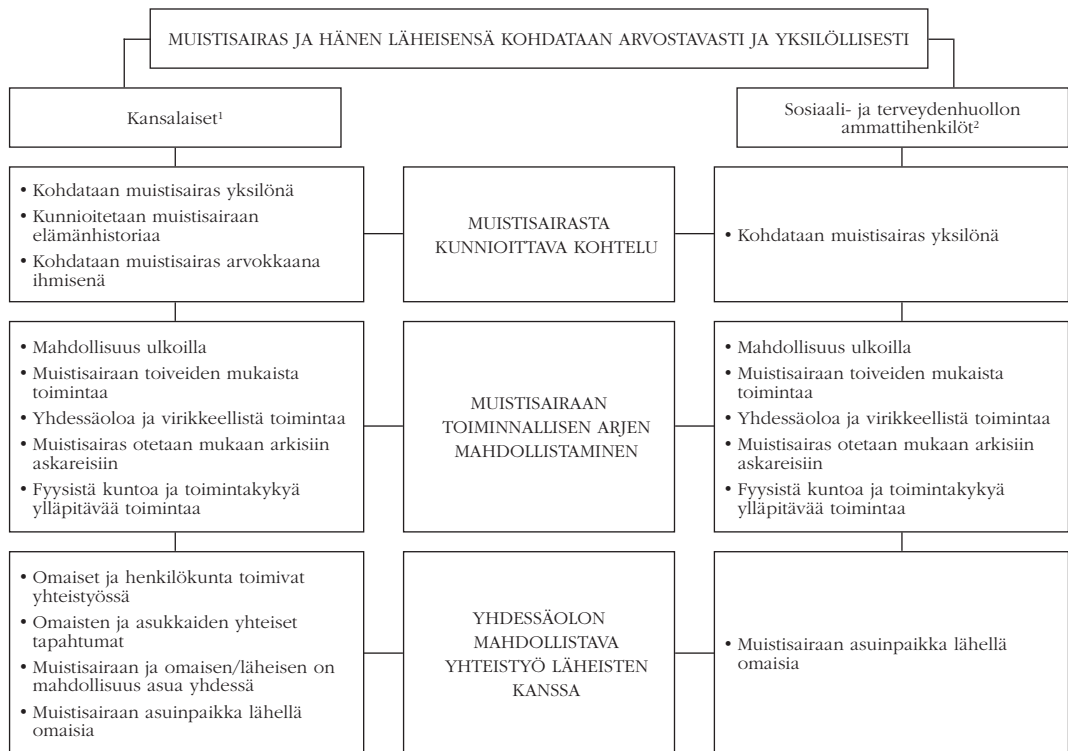 MUISTISAIRAS JA HÄNEN LÄHEISENSÄ KOHDATAAN ARVOSTAVASTI JA YKSILÖLLISESTI
Kansalaiset¹
Sosiaali- ja terveydenhuollon
ammattihenkilöt²
• Kohdataan muistisairas yksilönä
• Kunnioitetaan muistisairaan
elämänhistoriaa
• Kohdataan muistisairas arvokkaana
ihmisenä
MUISTISAIRASTA
KUNNIOITTAVA KOHTELU
• Kohdataan muistisairas yksilönä
• Mahdollisuus ulkoilla
• Muistisairaan toiveiden mukaista
toimintaa
• Yhdessäoloa ja virikkeellistä toimintaa
• Muistisairas otetaan mukaan arkisiin
askareisiin
• Fyysistä kuntoa ja toimintakykyä
ylläpitävää toimintaa
MUISTISAIRAAN
TOIMINNALLISEN ARJEN
MAHDOLLISTAMINEN
• Mahdollisuus ulkoilla
• Muistisairaan toiveiden mukaista
toimintaa
• Yhdessäoloa ja virikkeellistä toimintaa
• Muistisairas otetaan mukaan arkisiin
askareisiin
• Fyysistä kuntoa ja toimintakykyä
ylläpitävää toimintaa
• Omaiset ja henkilökunta toimivat
yhteistyössä
• Omaisten ja asukkaiden yhteiset
tapahtumat
• Muistisairaan ja omaisen/läheisen on
mahdollisuus asua yhdessä
• Muistisairaan asuinpaikka lähellä
omaisia
YHDESSÄOLON
MAHDOLLISTAVA
YHTEISTYÖ LÄHEISTEN
KANSSA
• Muistisairaan asuinpaikka lähellä
omaisia